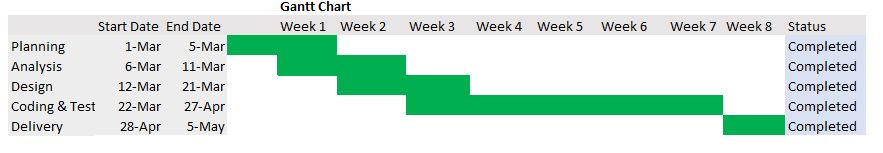 Gantt Chart
Start Date End Date Week 1 Week 2 Week 3 Week 4 Week 5 Week 6 Week 7 Week 8 Status
Planning 1-Mar 5-Mar Completed
Analysis 6-Mar 11-Mar Completed
Design 12-Mar 21-Mar Completed
Coding & Test 22-Mar 27-Apr Completed
Delivery 28-Apr 5-May Completed